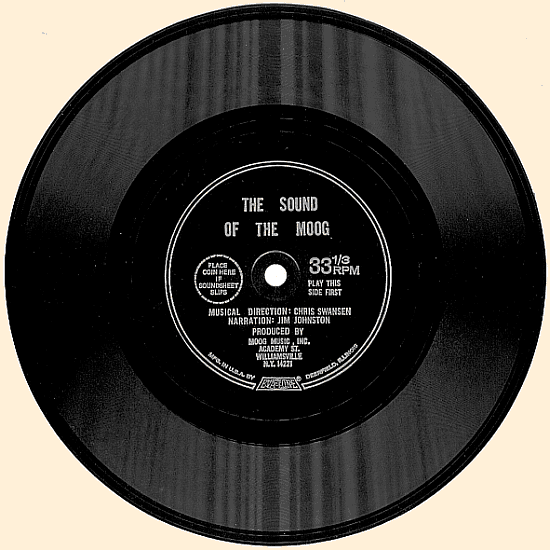 THE SOUND
OF THE MOOG
PLACE
COIN HERE
IF
SOUNDSHEET
SLIPS
33 1/3
RPM
PLAY THIS
SIDE FIRST
MUSICAL DIRECTION: CHRIS SWANSEN
NARRATION: JIM JOHNSTON
PRODUCED BY
MOOG MUSIC, INC.
ACADEMY ST.
WILLIAMSVILLE
N.Y. 14221
MFG. IN U.S.A. BY
DEERFIELD, ILLINOIS